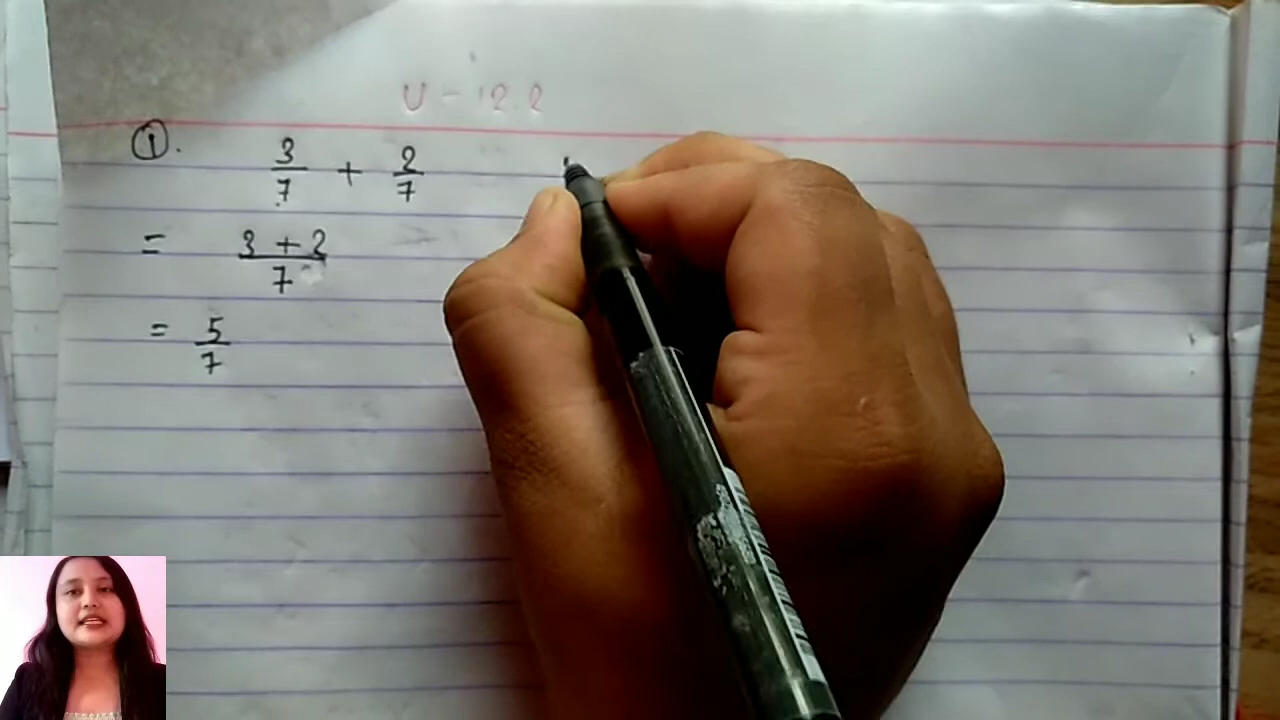 U - 12.2
① . 3/7 + 2/7
= 3 + 2/7
= 5/7